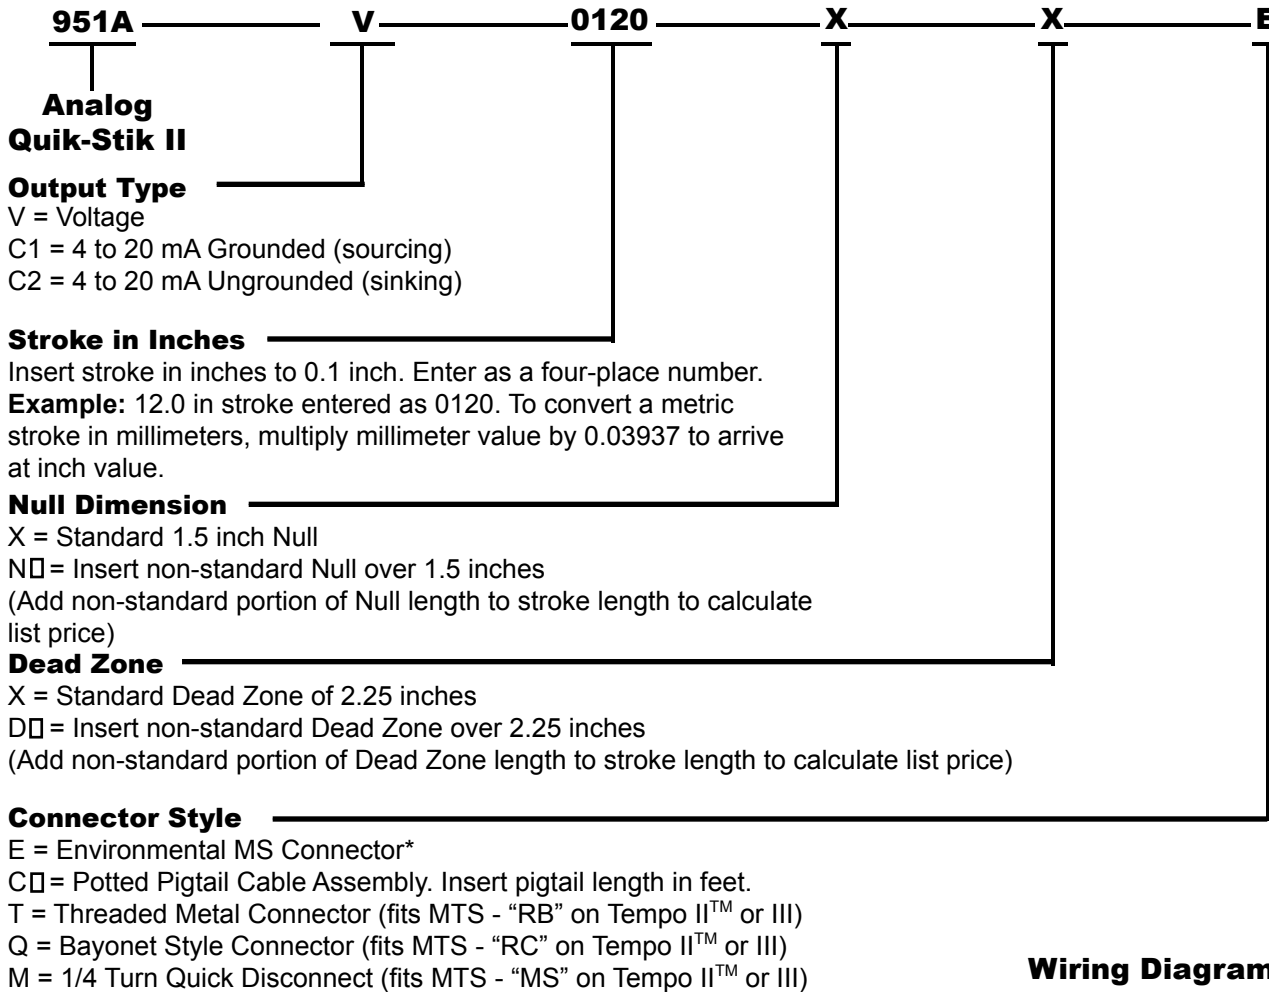 951A V 0120 X X E
Analog
Quik-Stik II
Output Type
V = Voltage
C1 = 4 to 20 mA Grounded (sourcing)
C2 = 4 to 20 mA Ungrounded (sinking)
Stroke in Inches
Insert stroke in inches to 0.1 inch. Enter as a four-place number.
Example: 12.0 in stroke entered as 0120. To convert a metric
stroke in millimeters, multiply millimeter value by 0.03937 to arrive
at inch value.
Null Dimension
X = Standard 1.5 inch Null
N▯ = Insert non-standard Null over 1.5 inches
(Add non-standard portion of Null length to stroke length to calculate
list price)
Dead Zone
X = Standard Dead Zone of 2.25 inches
D▯ = Insert non-standard Dead Zone over 2.25 inches
(Add non-standard portion of Dead Zone length to stroke length to calculate list price)
Connector Style
E = Environmental MS Connector*
C▯ = Potted Pigtail Cable Assembly. Insert pigtail length in feet.
T = Threaded Metal Connector (fits MTS - “RB” on Tempo II™ or III)
Q = Bayonet Style Connector (fits MTS - “RC” on Tempo II™ or III)
M = 1/4 Turn Quick Disconnect (fits MTS - “MS” on Tempo II™ or III)
Wiring Diagram